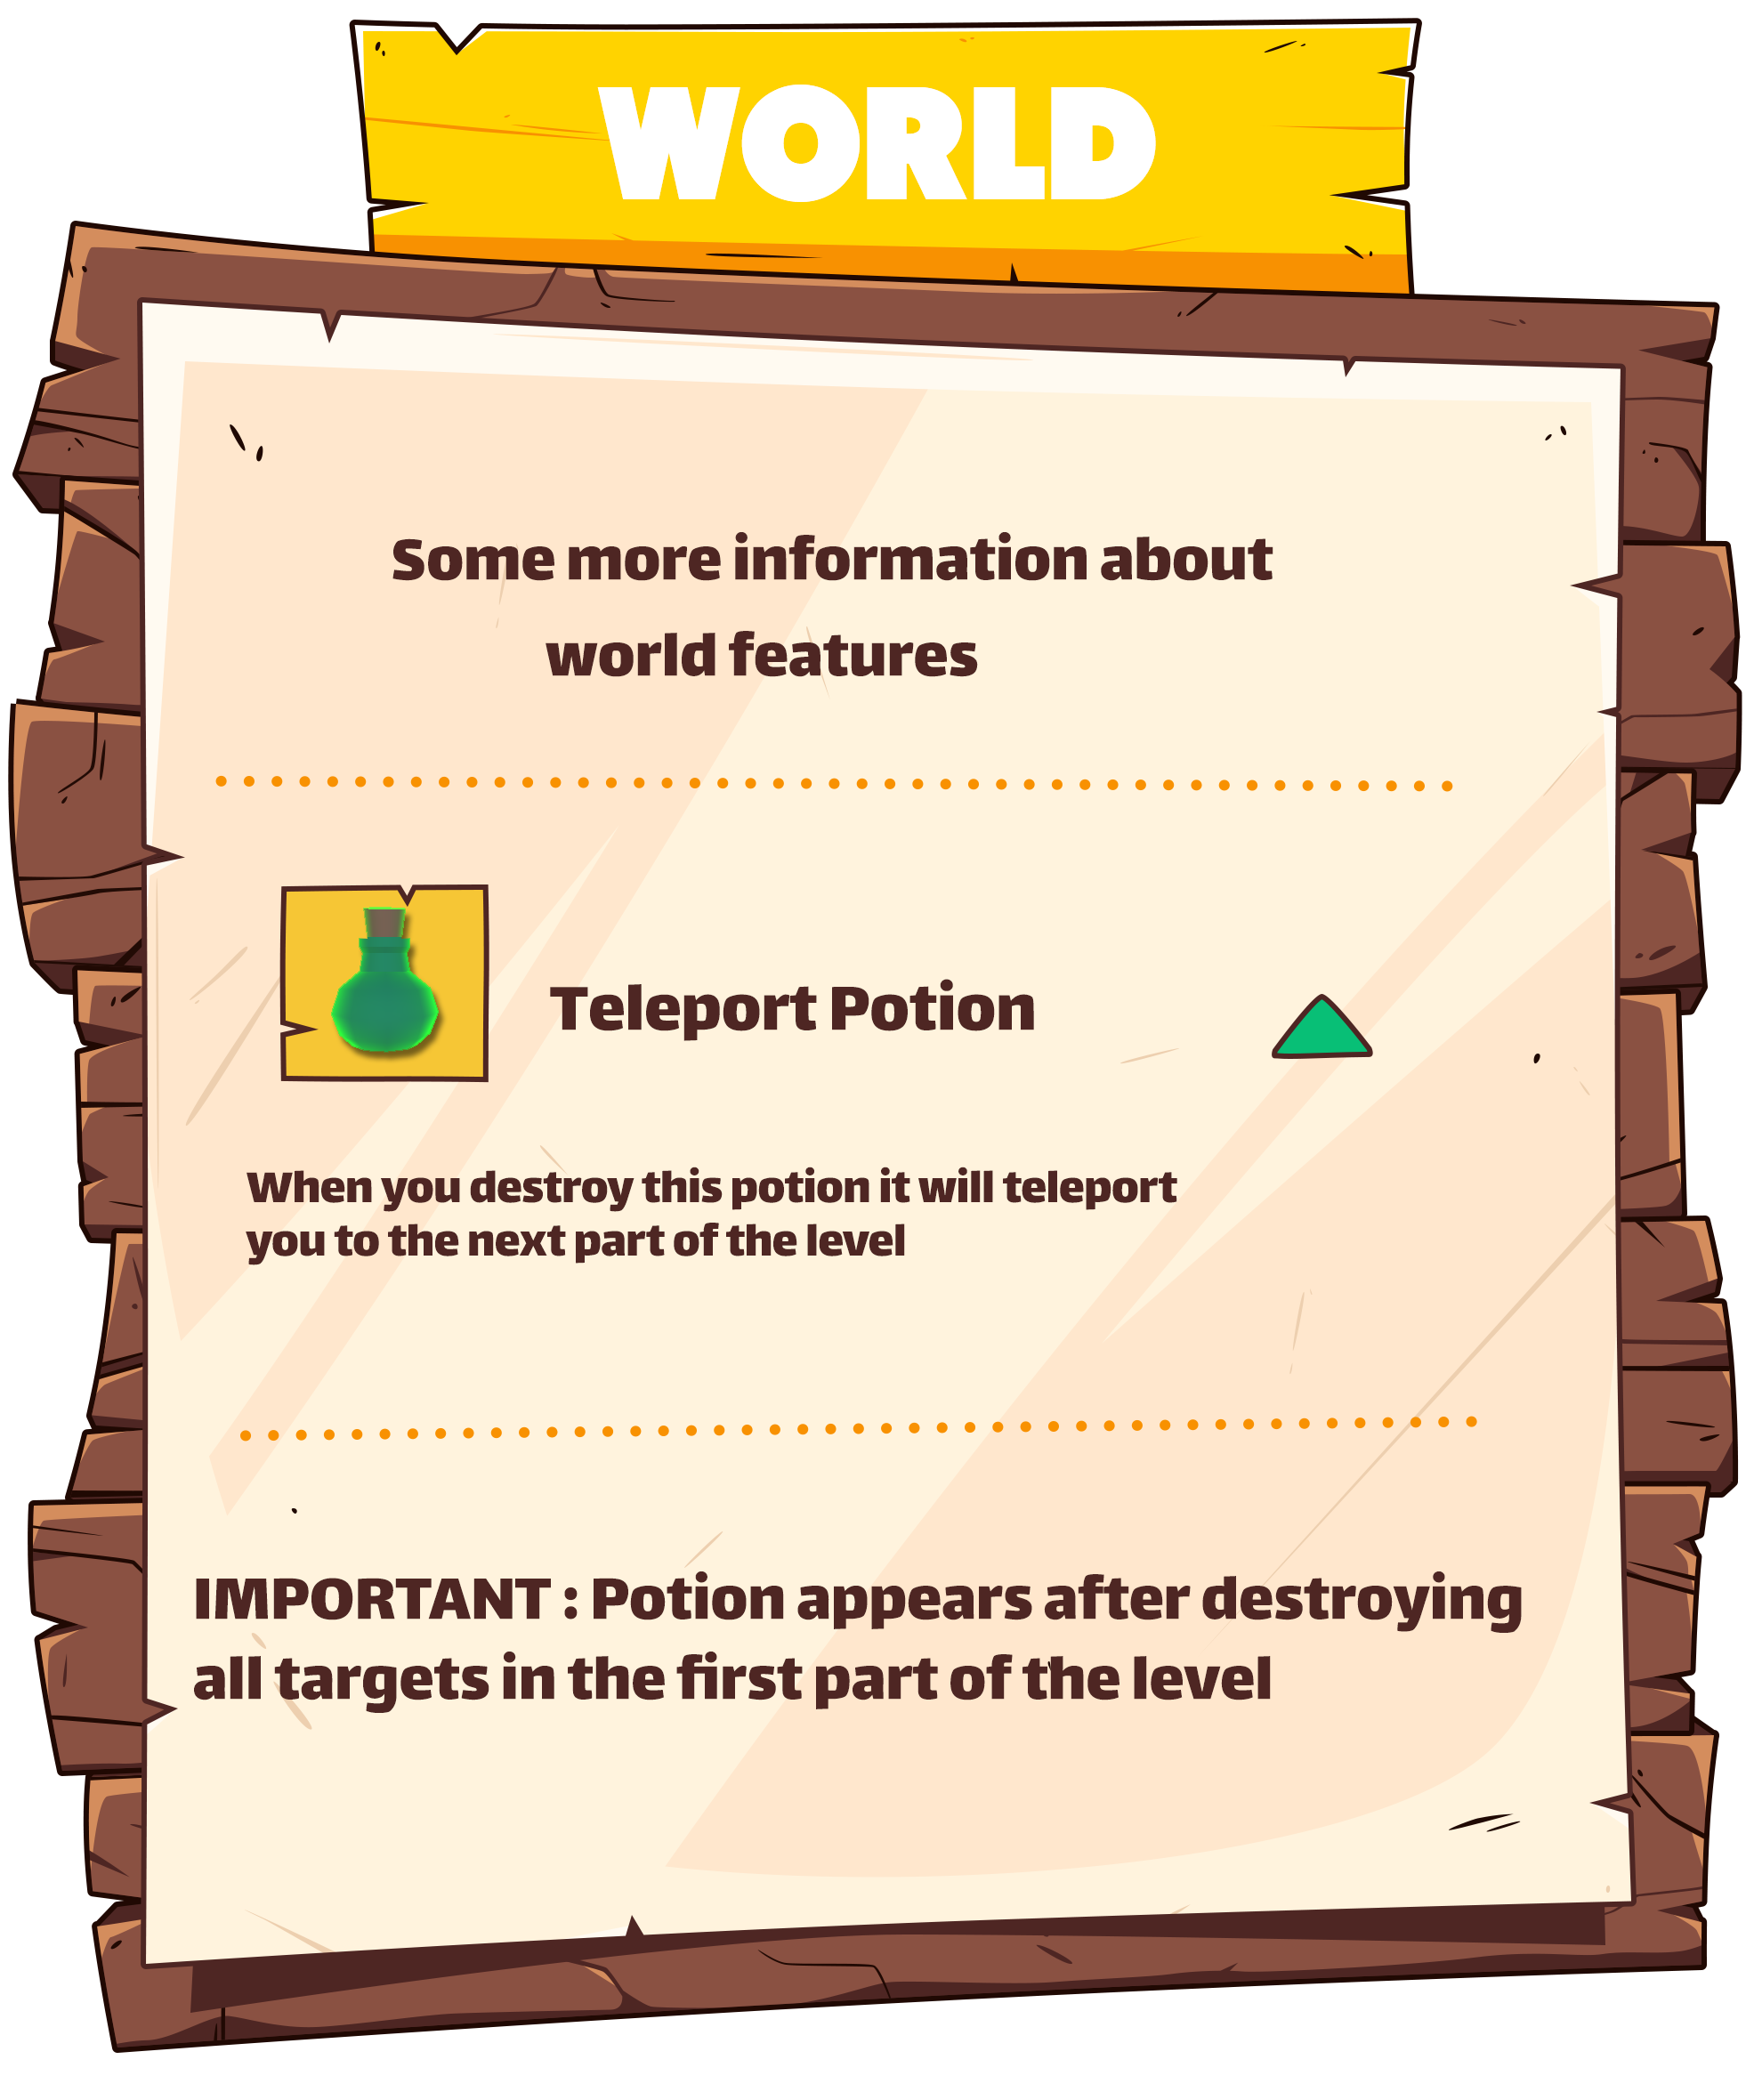 WORLD
Some more information about
world features
Teleport Potion
When you destroy this potion it will teleport
you to the next part of the level
IMPORTANT : Potion appears after destroying
all targets in the first part of the level